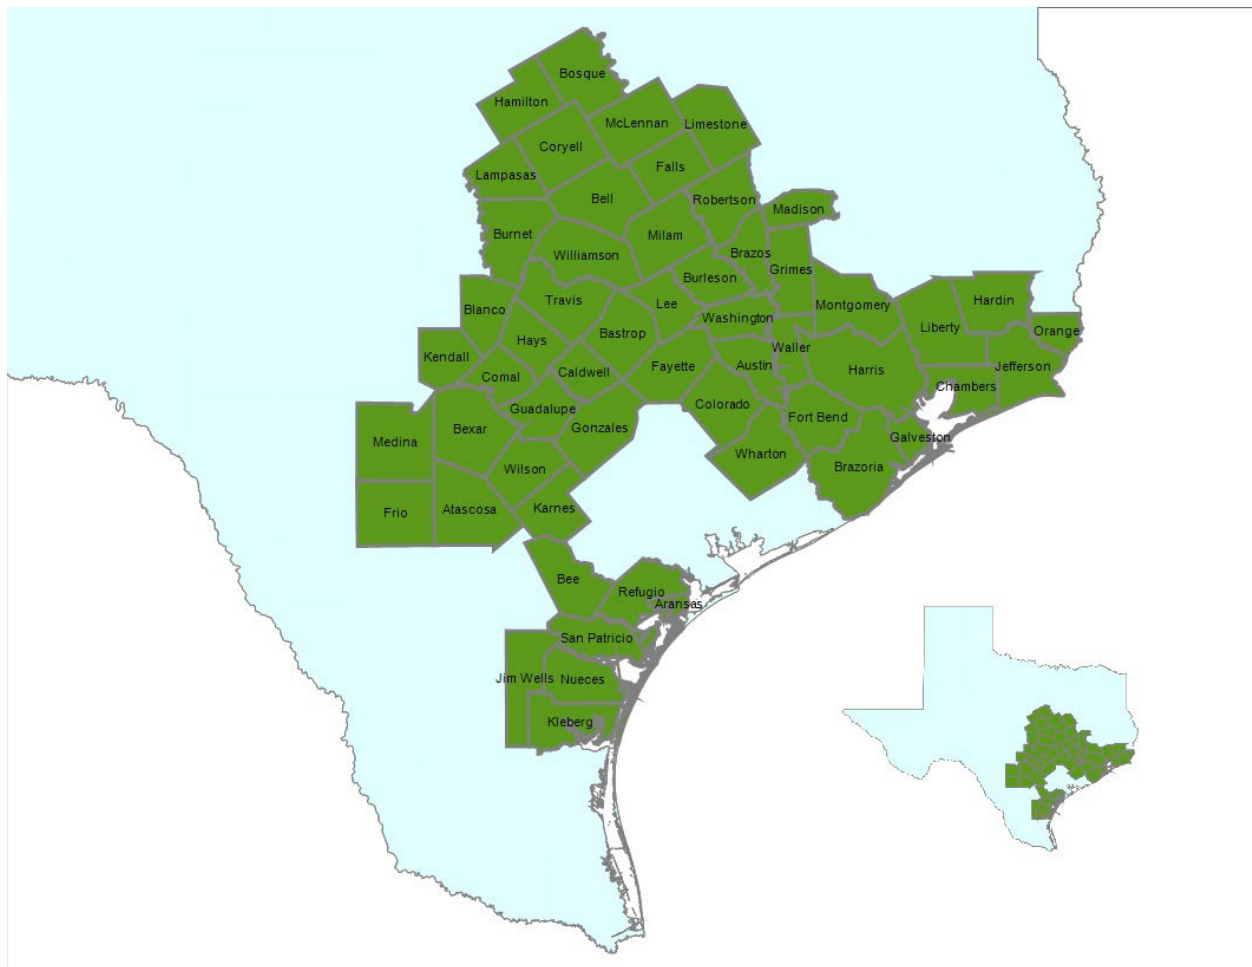 Bosque
Hamilton
McLennan
Limestone
Coryell
Falls
Lampasas
Bell
Robertson
Madison
Burnet
Milam
Williamson
Brazos
Grimes
Burleson
Travis
Blanco
Lee
Montgomery
Hardin
Washington
Liberty
Orange
Bastrop
Hays
Waller
Kendall
Austin
Jefferson
Fayette
Harris
Caldwell
Comal
Chambers
Colorado
Guadalupe
Fort Bend
Bexar
Gonzales
Medina
Galveston
Wharton
Wilson
Brazoria
Karnes
Atascosa
Frio
Bee
Refugio
Aransas
San Patricio
Jim Wells
Nueces
Kleberg